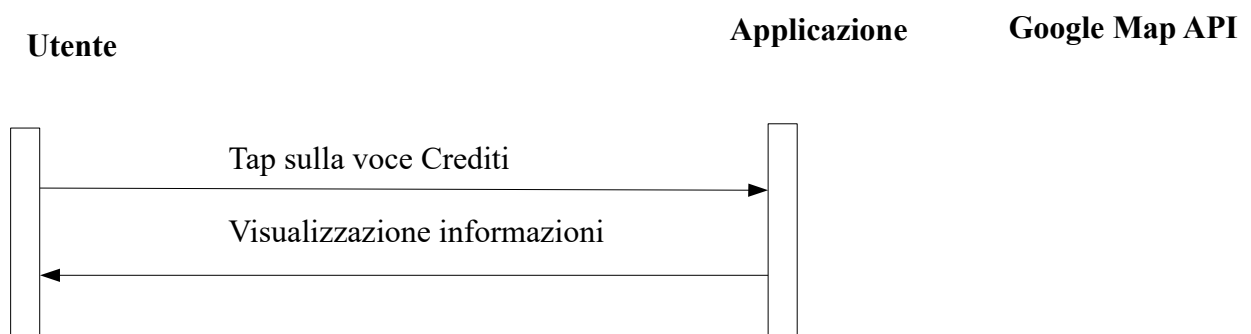 Utente
Applicazione
Google Map API
Tap sulla voce Crediti
Visualizzazione informazioni